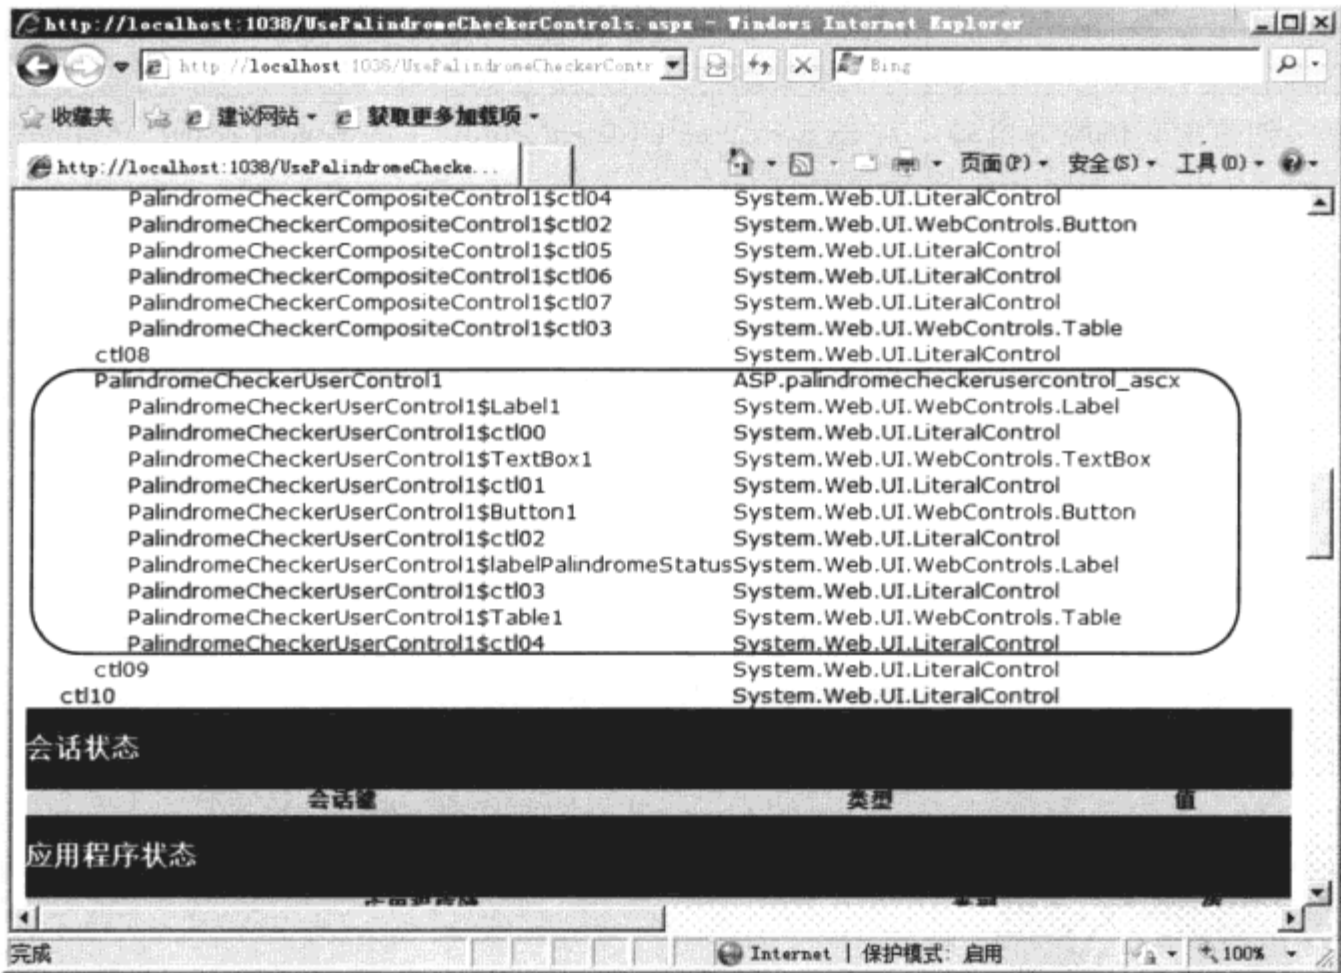 http://localhost:1038/UsePalindromeCheckerControls.aspx - Windows Internet Explorer
http://localhost:1038/UsePalindromeCheckerContr Bing
收藏夹 建议网站 获取更多加载项
http://localhost:1038/UsePalindromeChecke... 页面(P) 安全(S) 工具(O)
PalindromeCheckerCompositeControl1$ctl04 System.Web.UI.LiteralControl
PalindromeCheckerCompositeControl1$ctl02 System.Web.UI.WebControls.Button
PalindromeCheckerCompositeControl1$ctl05 System.Web.UI.LiteralControl
PalindromeCheckerCompositeControl1$ctl06 System.Web.UI.LiteralControl
PalindromeCheckerCompositeControl1$ctl07 System.Web.UI.LiteralControl
PalindromeCheckerCompositeControl1$ctl03 System.Web.UI.WebControls.Table
ctl08 System.Web.UI.LiteralControl
PalindromeCheckerUserControl1 ASP.palindromecheckerusercontrol_ascx
PalindromeCheckerUserControl1$Label1 System.Web.UI.WebControls.Label
PalindromeCheckerUserControl1$ctl00 System.Web.UI.LiteralControl
PalindromeCheckerUserControl1$TextBox1 System.Web.UI.WebControls.TextBox
PalindromeCheckerUserControl1$ctl01 System.Web.UI.LiteralControl
PalindromeCheckerUserControl1$Button1 System.Web.UI.WebControls.Button
PalindromeCheckerUserControl1$ctl02 System.Web.UI.LiteralControl
PalindromeCheckerUserControl1$labelPalindromeStatusSystem.Web.UI.WebControls.Label
PalindromeCheckerUserControl1$ctl03 System.Web.UI.LiteralControl
PalindromeCheckerUserControl1$Table1 System.Web.UI.WebControls.Table
PalindromeCheckerUserControl1$ctl04 System.Web.UI.LiteralControl
ctl09 System.Web.UI.LiteralControl
ctl10 System.Web.UI.LiteralControl
会话状态
会话键 类型 值
应用程序状态
完成 Internet | 保护模式: 启用 100%